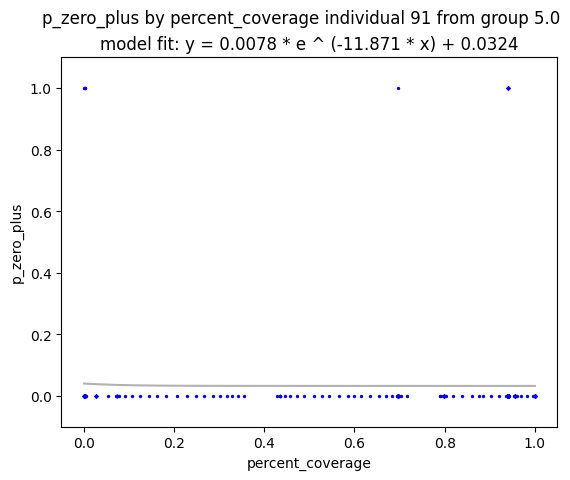 p_zero_plus by percent_coverage individual 91 from group 5.0
model fit: y = 0.0078 * e ^ (-11.871 * x) + 0.0324
1.0
0.8
0.6
0.4
0.2
0.0
p_zero_plus
0.0 0.2 0.4 0.6 0.8 1.0
percent_coverage